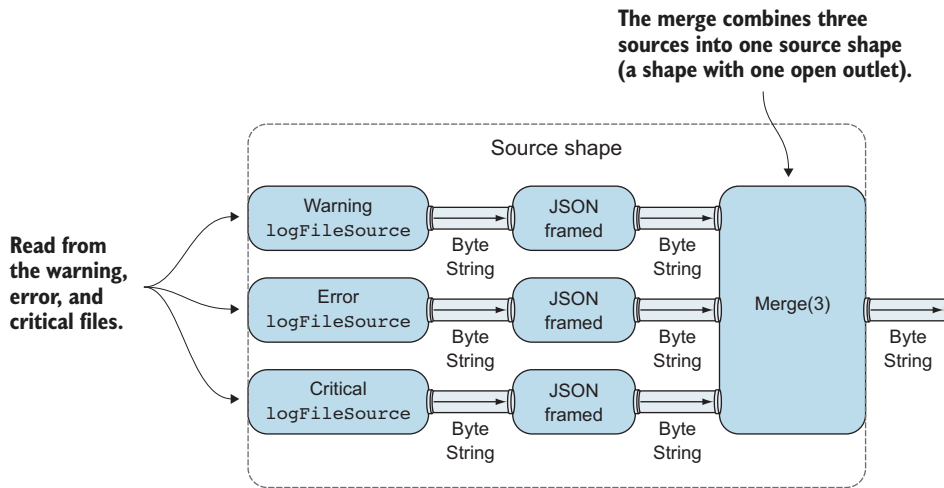 The merge combines three
sources into one source shape
(a shape with one open outlet).
Source shape
Read from
the warning,
error, and
critical files.
Warning
logFileSource
Byte
String
JSON
framed
Byte
String
Error
logFileSource
Byte
String
JSON
framed
Byte
String
Critical
logFileSource
Byte
String
JSON
framed
Byte
String
Merge(3)
Byte
String